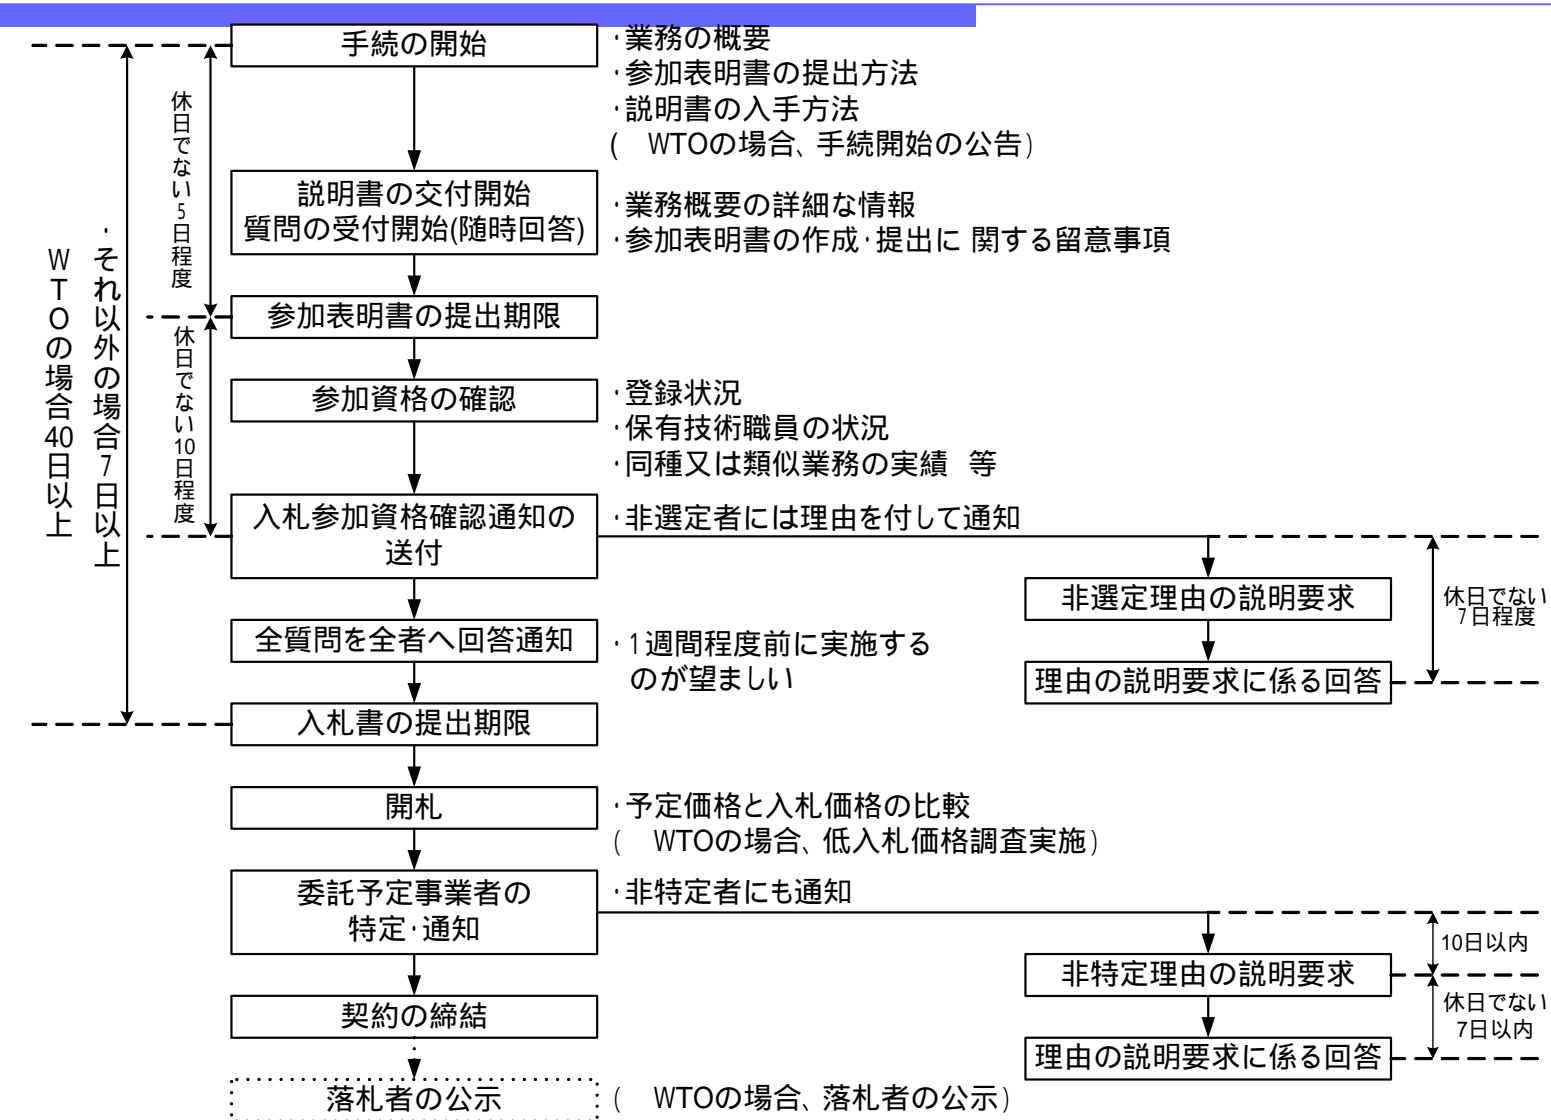 手続の開始
・業務の概要
・参加表明書の提出方法
・説明書の入手方法
(　WTOの場合、手続開始の公告)
休日でない5日程度
説明書の交付開始
質問の受付開始(随時回答)
・業務概要の詳細な情報
・参加表明書の作成・提出に 関する留意事項
WTOの場合40日以上
・それ以外の場合7日以上
参加表明書の提出期限
休日でない10日程度
参加資格の確認
・登録状況
・保有技術職員の状況
・同種又は類似業務の実績　等
入札参加資格確認通知の
送付
・非選定者には理由を付して通知
非選定理由の説明要求
休日でない
7日程度
理由の説明要求に係る回答
全質問を全者へ回答通知
・1週間程度前に実施する
のが望ましい
入札書の提出期限
開札
・予定価格と入札価格の比較
(　WTOの場合、低入札価格調査実施)
委託予定事業者の
特定・通知
・非特定者にも通知
10日以内
非特定理由の説明要求
休日でない
7日以内
理由の説明要求に係る回答
契約の締結
落札者の公示
(　WTOの場合、落札者の公示)